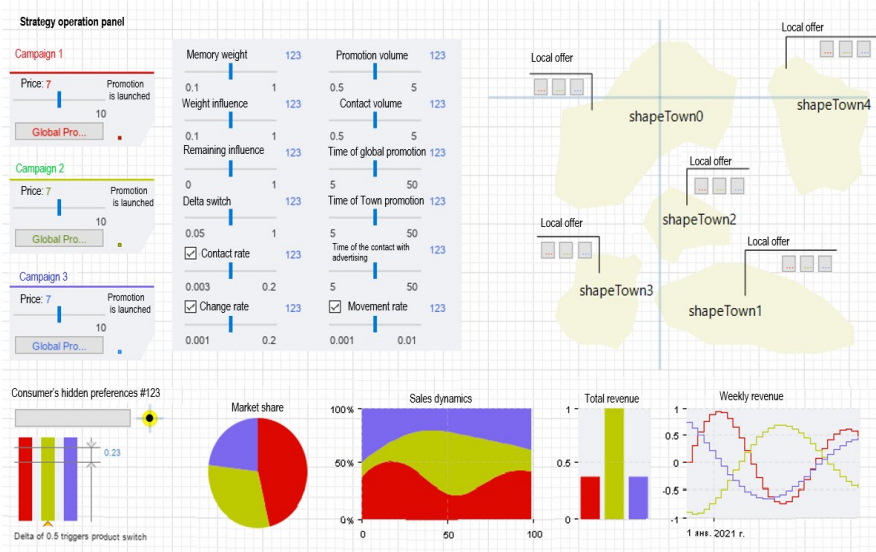 Strategy operation panel
Campaign 1
Price: 7
Promotion
is launched
10
Global Pro...
Campaign 2
Price: 7
Promotion
is launched
10
Global Pro...
Campaign 3
Price: 7
Promotion
is launched
10
Global Pro...
Memory weight 123
0.1 1
Weight influence 123
0.1 1
Remaining influence 123
0 1
Delta switch 123
0.05 1
Contact rate 123
0.003 0.2
Change rate 123
0.001 0.2
Promotion volume 123
0.5 5
Contact volume 123
0.5 5
Time of global promotion 123
5 50
Time of Town promotion 123
5 50
Time of the contact with
advertising 123
5 50
Movement rate 123
0.001 0.01
Local offer
... ... ...
shapeTown0
Local offer
... ... ...
shapeTown4
Local offer
... ... ...
shapeTown2
Local offer
... ... ...
shapeTown3
Local offer
... ... ...
shapeTown1
Consumer's hidden preferences #123
0.23
Delta of 0.5 triggers product switch
Market share
Sales dynamics
100%
50%
0%
0 50 100
Total revenue
1
0.5
0
Weekly revenue
1
0.5
0
-0.5
-1
1 янв. 2021 г.